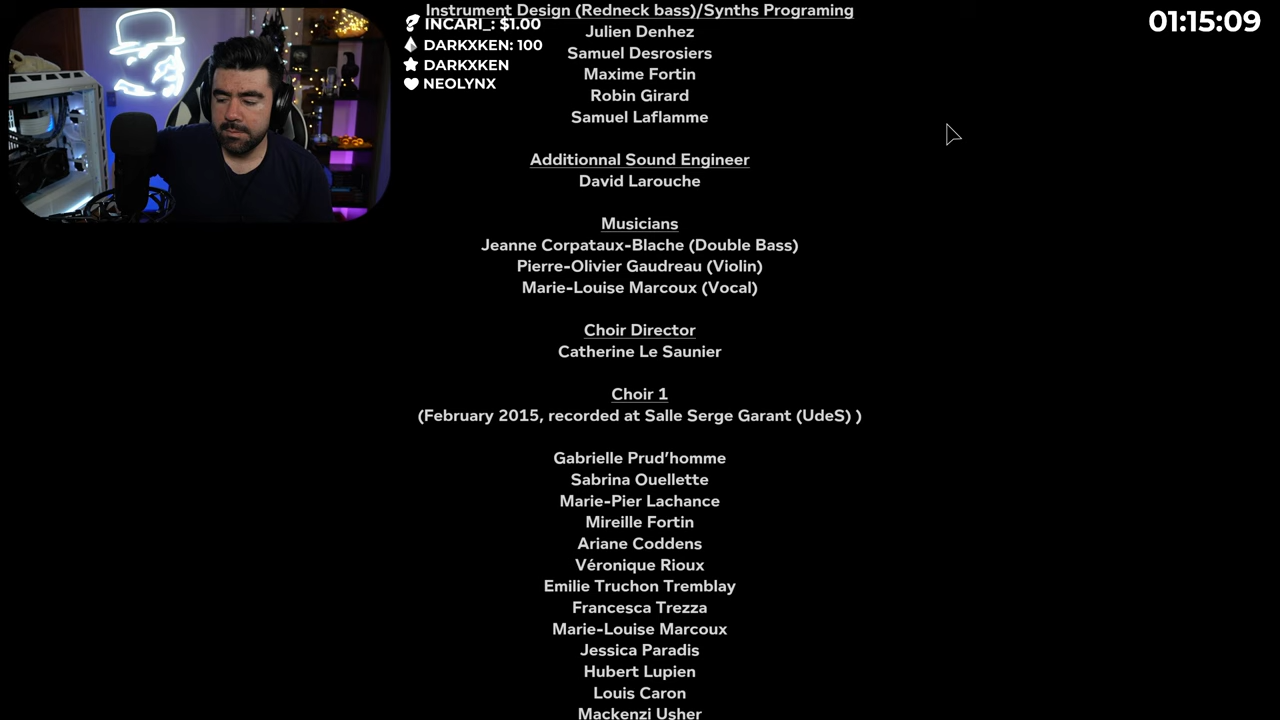 Instrument Design (Redneck bass)/Synths Programing
INCARI_: $1.00
01:15:09
Julien Denhez
DARKXKEN: 100
Samuel Desrosiers
DARKXKEN
Maxime Fortin
NEOLYNX
Robin Girard
Samuel Laflamme
Additionnal Sound Engineer
David Larouche
Musicians
Jeanne Corpataux-Blache (Double Bass)
Pierre-Olivier Gaudreau (Violin)
Marie-Louise Marcoux (Vocal)
Choir Director
Catherine Le Saunier
Choir 1
(February 2015, recorded at Salle Serge Garant (UdeS) )
Gabrielle Prud'homme
Sabrina Ouellette
Marie-Pier Lachance
Mireille Fortin
Ariane Coddens
Véronique Rioux
Emilie Truchon Tremblay
Francesca Trezza
Marie-Louise Marcoux
Jessica Paradis
Hubert Lupien
Louis Caron
Mackenzi Usher